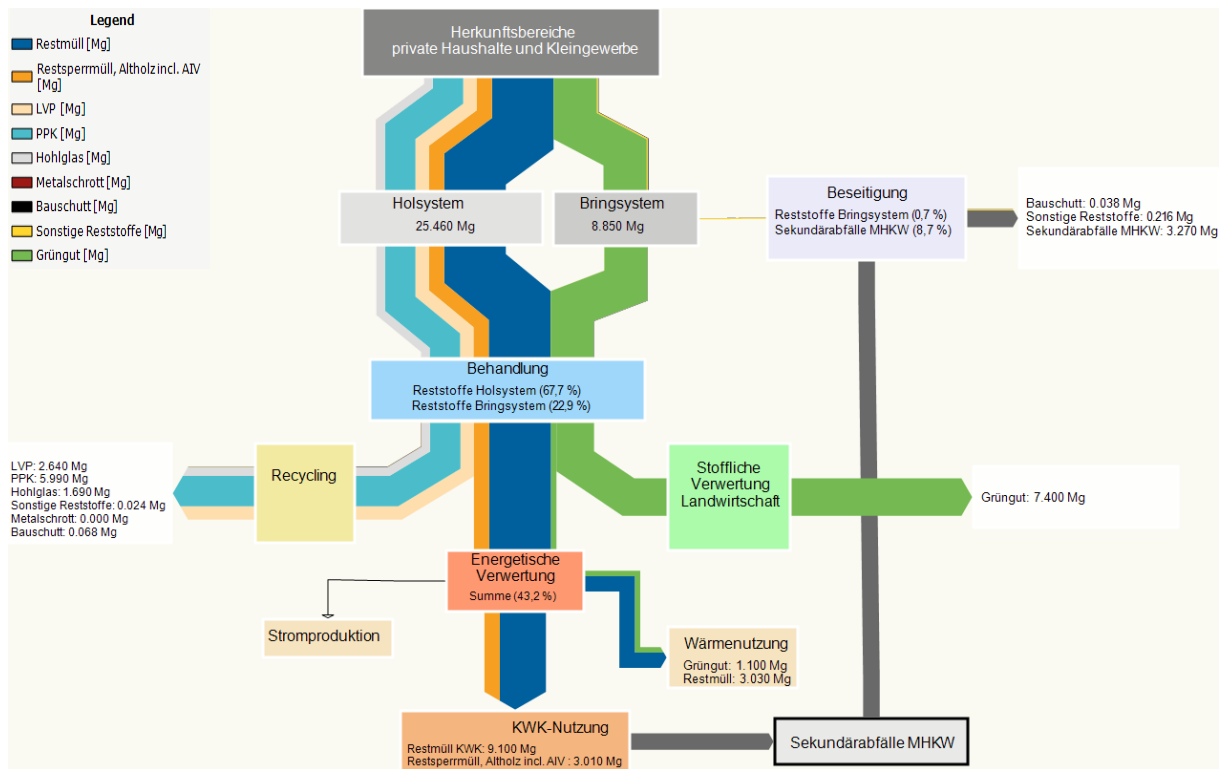 Legend
Restmüll [Mg]
Restsperrmüll, Altholz incl. AIV
[Mg]
LVP [Mg]
PPK [Mg]
Hohlglas [Mg]
Metalschrott [Mg]
Bauschutt [Mg]
Sonstige Reststoffe [Mg]
Grüngut [Mg]
Herkunftsbereiche
private Haushalte und Kleingewerbe
Holsystem
25.460 Mg
Bringsystem
8.850 Mg
Beseitigung
Reststoffe Bringsystem (0,7 %)
Sekundärabfälle MHKW (8,7 %)
Bauschutt: 0.038 Mg
Sonstige Reststoffe: 0.216 Mg
Sekundärabfälle MHKW: 3.270 Mg
Behandlung
Reststoffe Holsystem (67,7 %)
Reststoffe Bringsystem (22,9 %)
LVP: 2.640 Mg
PPK: 5.990 Mg
Hohlglas: 1.690 Mg
Sonstige Reststoffe: 0.024 Mg
Metalschrott: 0.000 Mg
Bauschutt: 0.068 Mg
Recycling
Stoffliche
Verwertung
Landwirtschaft
Grüngut: 7.400 Mg
Energetische
Verwertung
Summe (43,2 %)
Stromproduktion
Wärmenutzung
Grüngut: 1.100 Mg
Restmüll: 3.030 Mg
KWK-Nutzung
Restmüll KWK: 9.100 Mg
Restsperrmüll, Altholz incl. AIV : 3.010 Mg
Sekundärabfälle MHKW